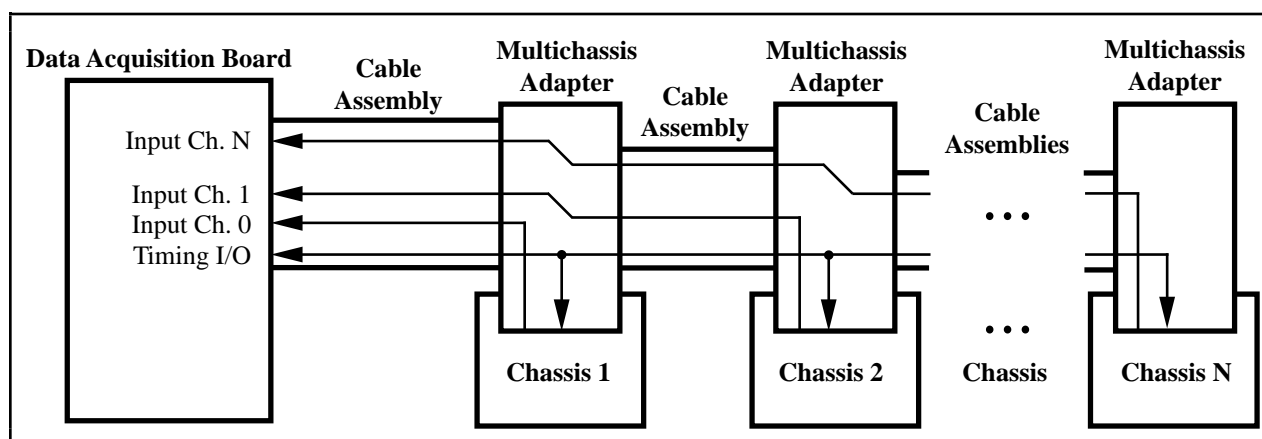 Data Acquisition Board
Cable
Assembly
Multichassis
Adapter
Cable
Assembly
Multichassis
Adapter
Cable
Assemblies
Multichassis
Adapter
Input Ch. N
Input Ch. 1
Input Ch. 0
Timing I/O
• • •
• • •
Chassis 1
Chassis 2
Chassis
Chassis N